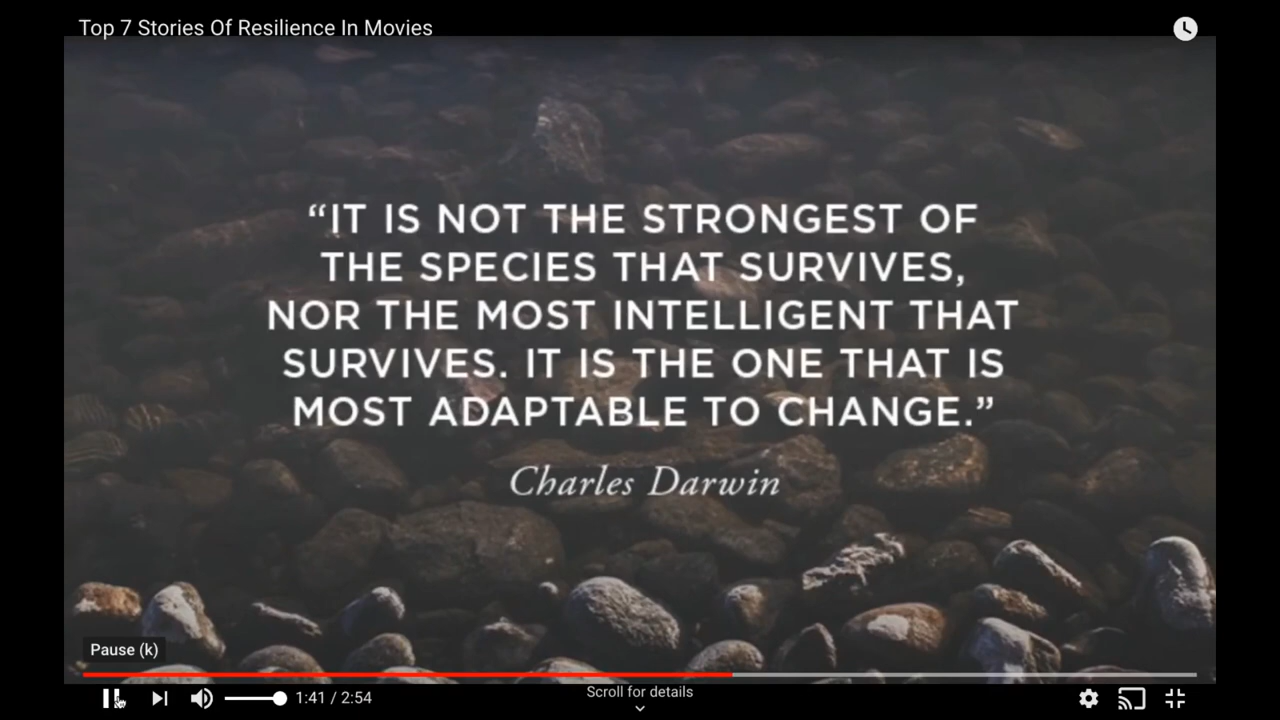 Top 7 Stories Of Resilience In Movies
“IT IS NOT THE STRONGEST OF
THE SPECIES THAT SURVIVES,
NOR THE MOST INTELLIGENT THAT
SURVIVES. IT IS THE ONE THAT IS
MOST ADAPTABLE TO CHANGE.”
Charles Darwin
Pause (k)
1:41 / 2:54
Scroll for details